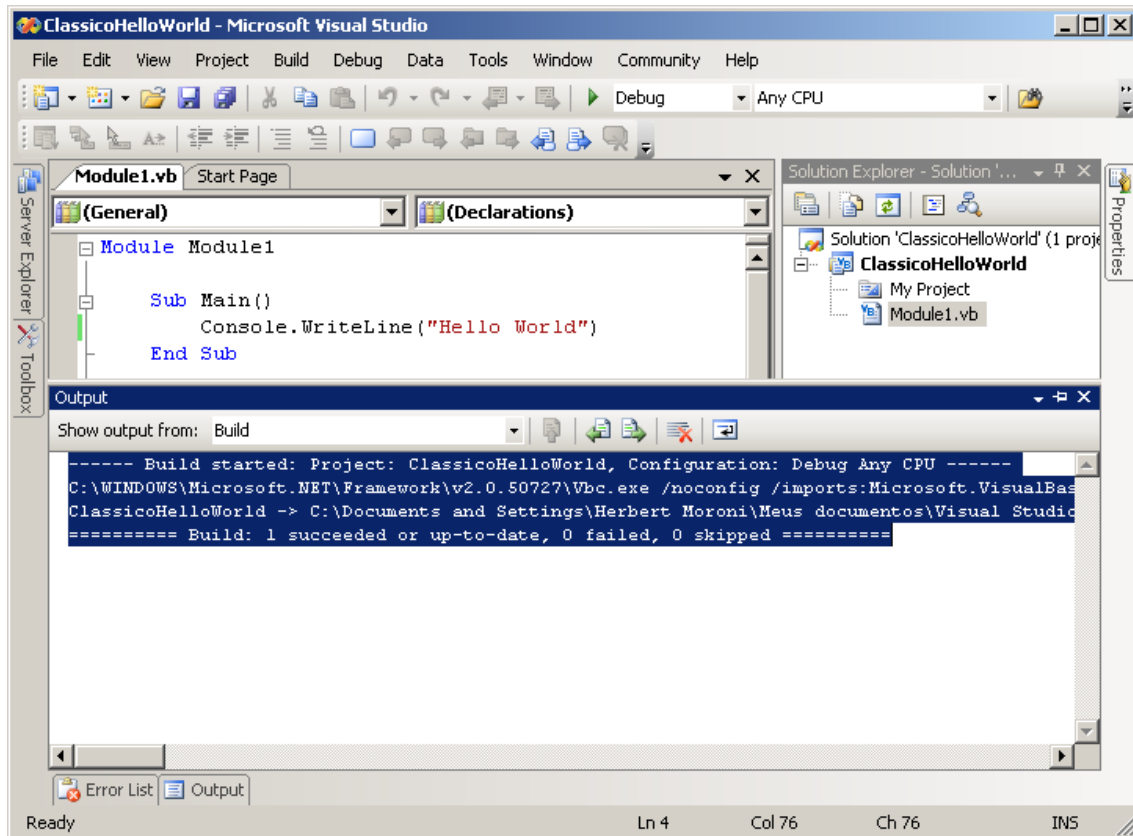 ClassicoHelloWorld - Microsoft Visual Studio
File Edit View Project Build Debug Data Tools Window Community Help
Debug Any CPU
Server Explorer
Toolbox
Module1.vb Start Page
(General) (Declarations)
Module Module1
Sub Main()
Console.WriteLine("Hello World")
End Sub
Solution Explorer - Solution '...
Solution 'ClassicoHelloWorld' (1 proje
ClassicoHelloWorld
My Project
Module1.vb
Properties
Output
Show output from: Build
------ Build started: Project: ClassicoHelloWorld, Configuration: Debug Any CPU ------
C:\WINDOWS\Microsoft.NET\Framework\v2.0.50727\Vbc.exe /noconfig /imports:Microsoft.VisualBas
ClassicoHelloWorld -> C:\Documents and Settings\Herbert Moroni\Meus documentos\Visual Studio
========== Build: 1 succeeded or up-to-date, 0 failed, 0 skipped ==========
Error List Output
Ready Ln 4 Col 76 Ch 76 INS